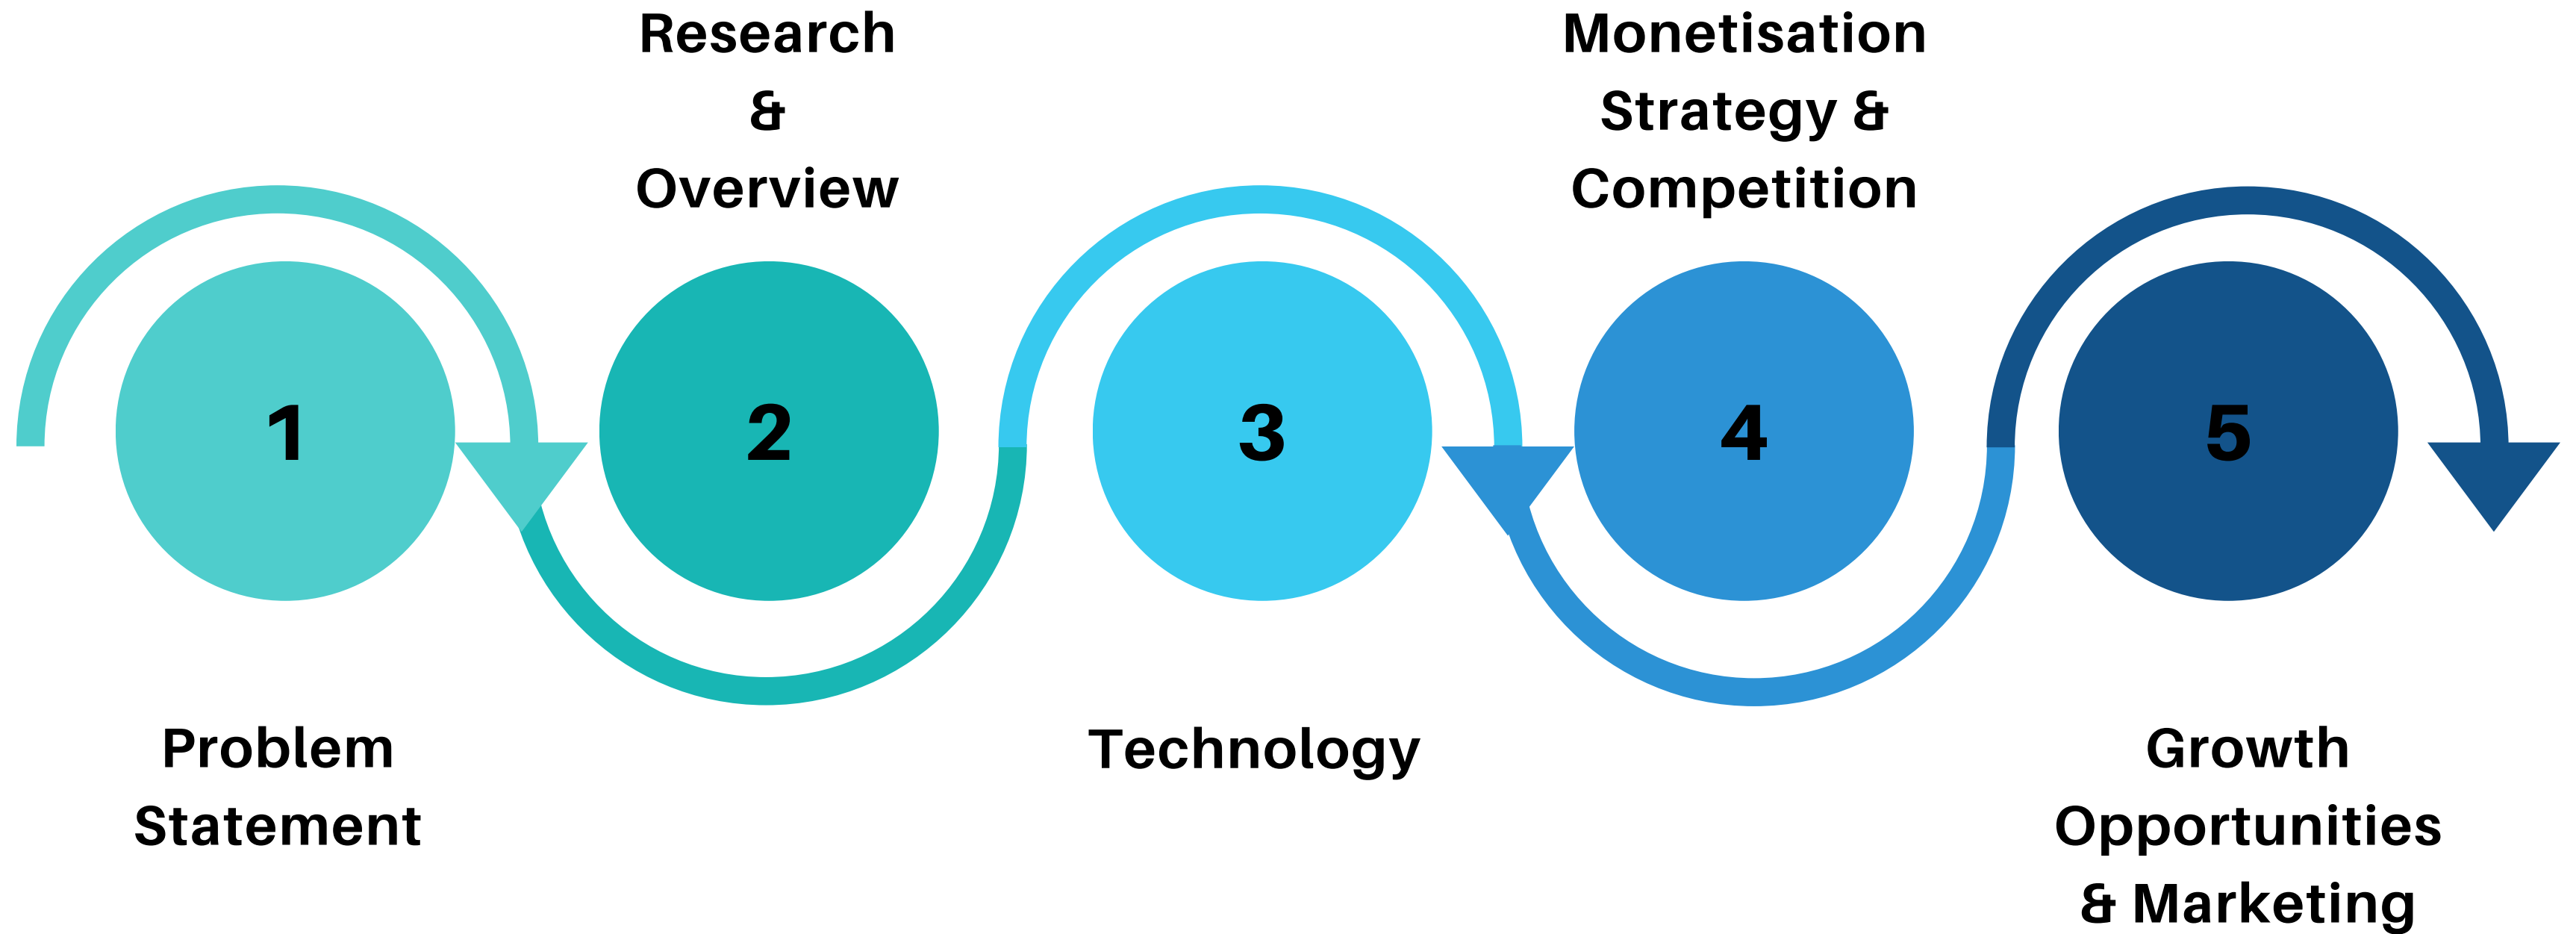 1
Problem
Statement
2
Research
&
Overview
3
Technology
4
Monetisation
Strategy &
Competition
5
Growth
Opportunities
& Marketing